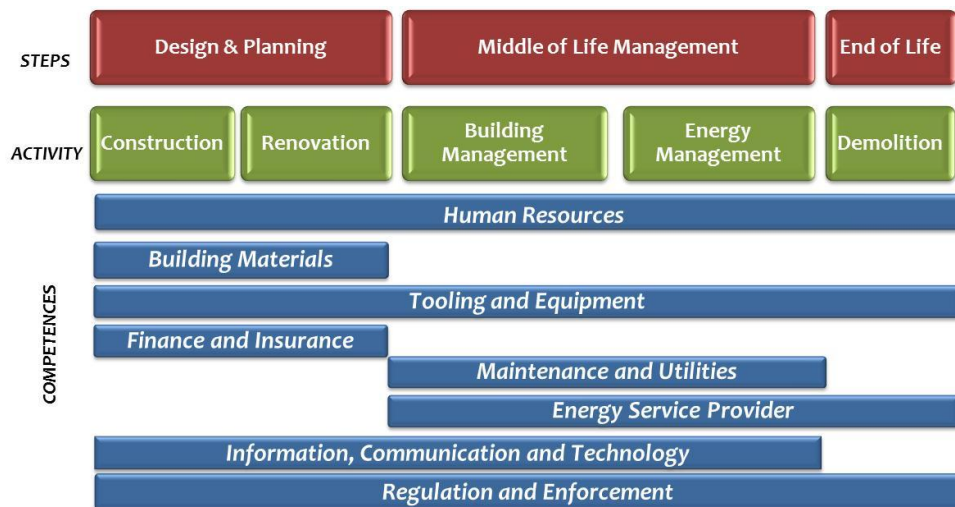 STEPS
Design & Planning
Middle of Life Management
End of Life
ACTIVITY
Construction
Renovation
Building
Management
Energy
Management
Demolition
COMPETENCES
Human Resources
Building Materials
Tooling and Equipment
Finance and Insurance
Maintenance and Utilities
Energy Service Provider
Information, Communication and Technology
Regulation and Enforcement